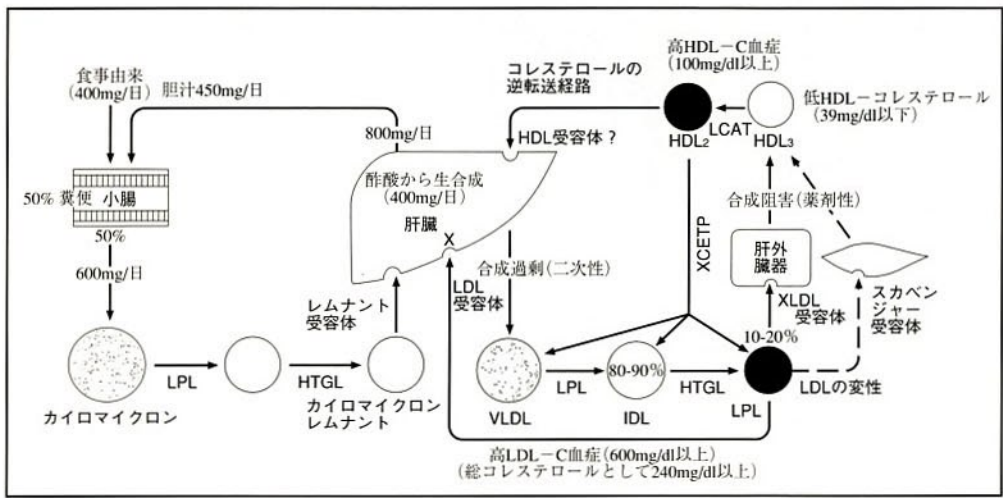 食事由来
(400mg/日)
胆汁450mg/日
800mg/日
コレステロールの
逆転送経路
HDL受容体？
高HDL－C血症
(100mg/dl以上)
HDL₂
LCAT
HDL₃
低HDL－コレステロール
(39mg/dl以下)
50% 糞便 小腸
50%
600mg/日
酢酸から生合成
(400mg/日)
肝臓
X
レムナント
受容体
LDL
受容体
合成過剰(二次性)
XCETP
合成阻害(薬剤性)
肝外
臓器
XLDL
受容体
10-20%
スカベン
ジャー
受容体
カイロマイクロン
LPL
HTGL
カイロマイクロン
レムナント
VLDL
LPL
80-90%
IDL
HTGL
LPL
LDLの変性
高LDL－C血症(600mg/dl以上)
(総コレステロールとして240mg/dl以上)